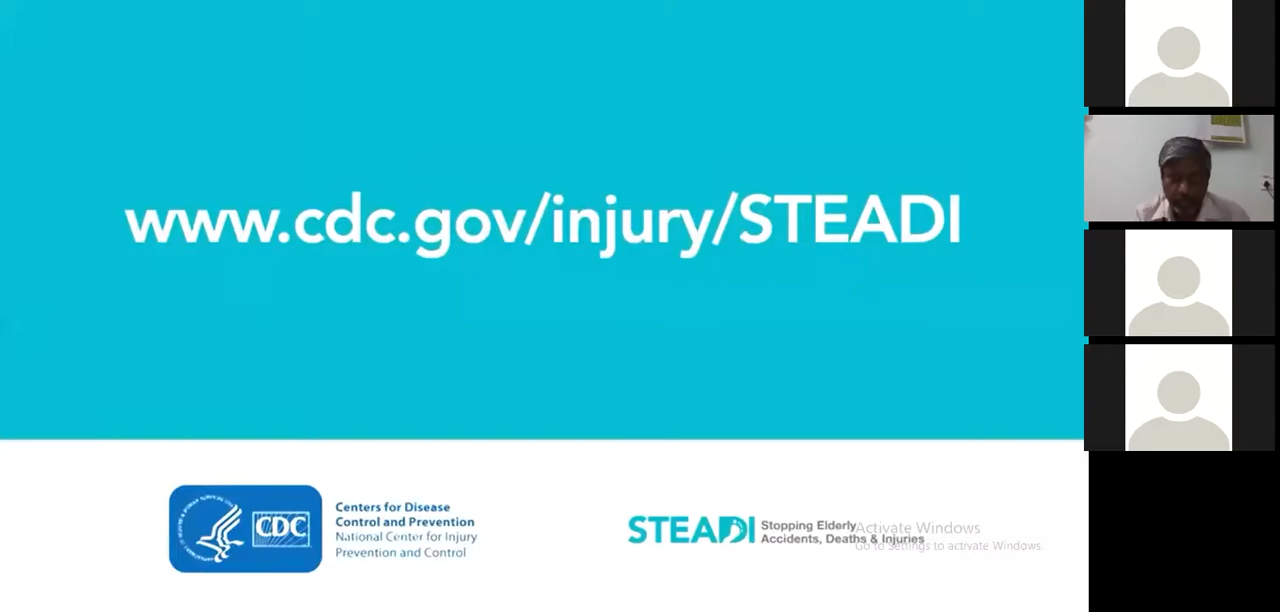 www.cdc.gov/injury/STEADI
CDC
Centers for Disease
Control and Prevention
National Center for Injury
Prevention and Control
STEADI
Stopping Elderly
Accidents, Deaths & Injuries
Activate Windows
Go to Settings to activate Windows.